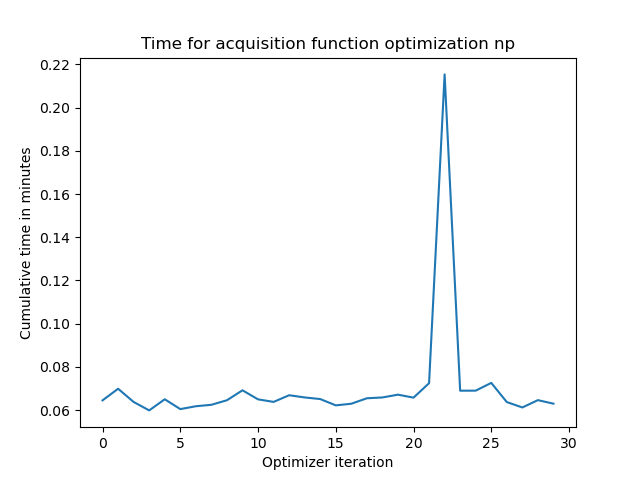 Time for acquisition function optimization np
Cumulative time in minutes
0.22
0.20
0.18
0.16
0.14
0.12
0.10
0.08
0.06
0 5 10 15 20 25 30
Optimizer iteration